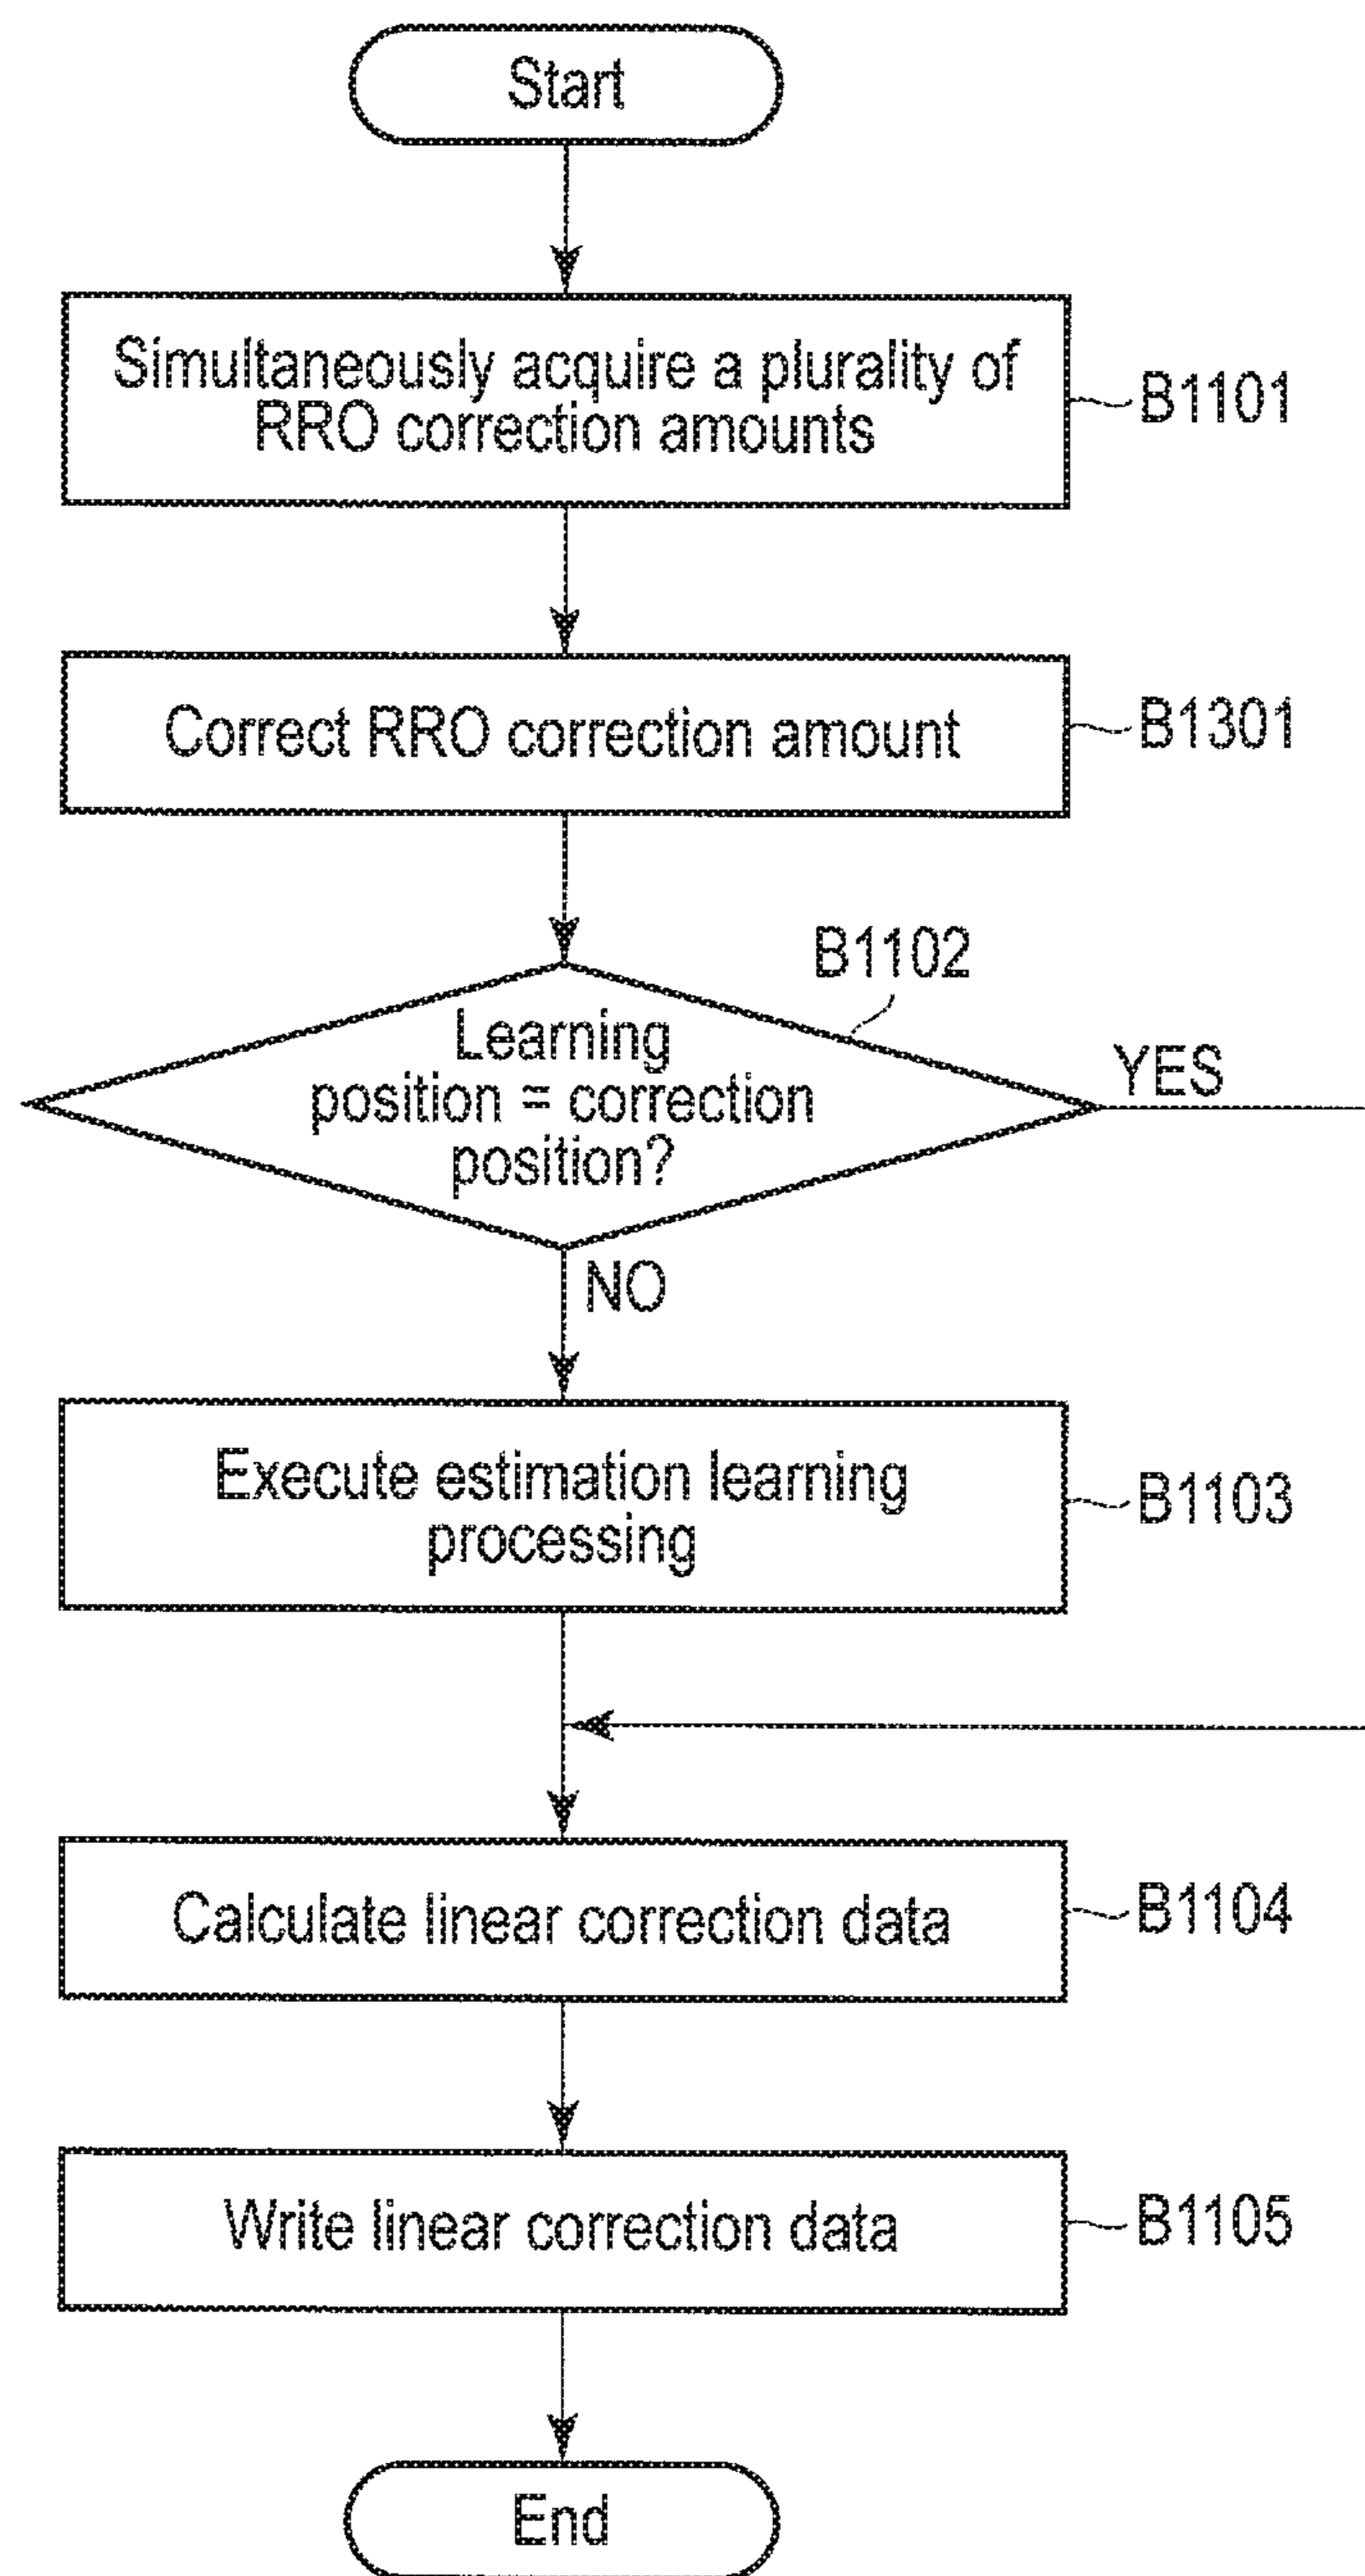 Start
Simultaneously acquire a plurality of
RRO correction amounts
B1101
Correct RRO correction amount
B1301
B1102
Learning
position = correction
position?
YES
NO
Execute estimation learning
processing
B1103
Calculate linear correction data
B1104
Write linear correction data
B1105
End